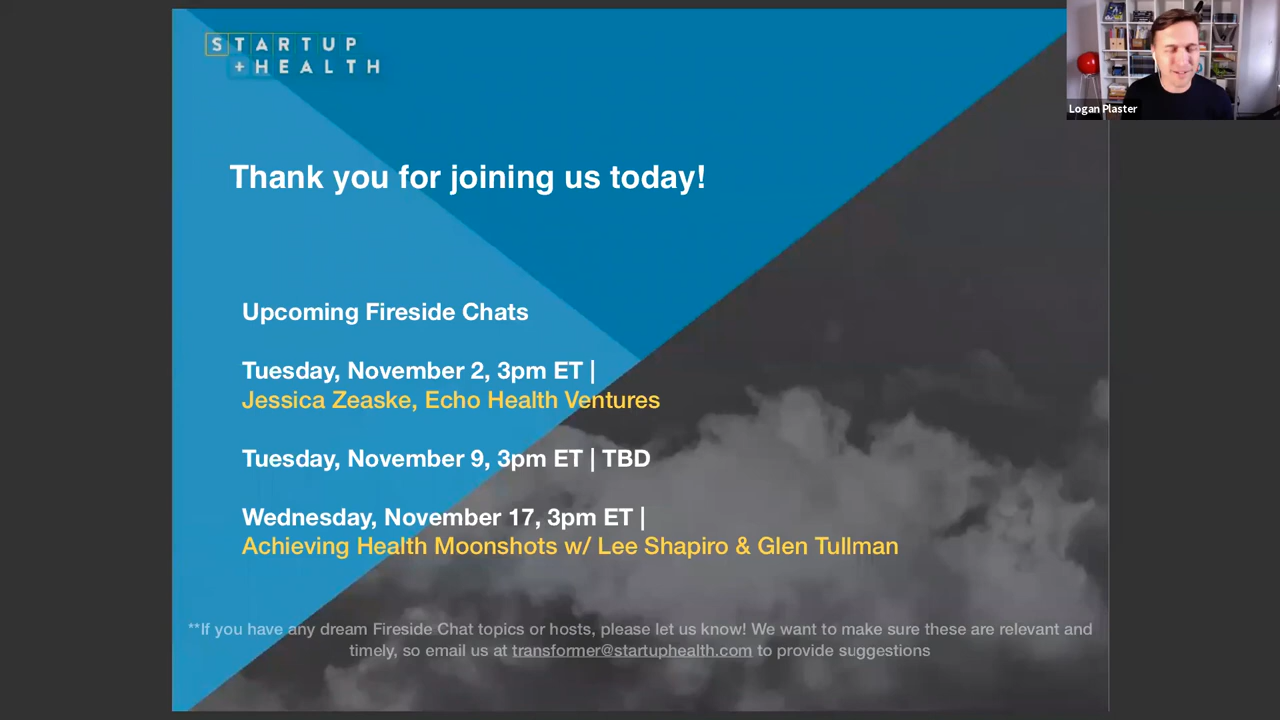 STARTUP
+HEALTH
Logan Plaster
Thank you for joining us today!
Upcoming Fireside Chats
Tuesday, November 2, 3pm ET |
Jessica Zeaske, Echo Health Ventures
Tuesday, November 9, 3pm ET | TBD
Wednesday, November 17, 3pm ET |
Achieving Health Moonshots w/ Lee Shapiro & Glen Tullman
**If you have any dream Fireside Chat topics or hosts, please let us know! We want to make sure these are relevant and
timely, so email us at transformer@startuphealth.com to provide suggestions